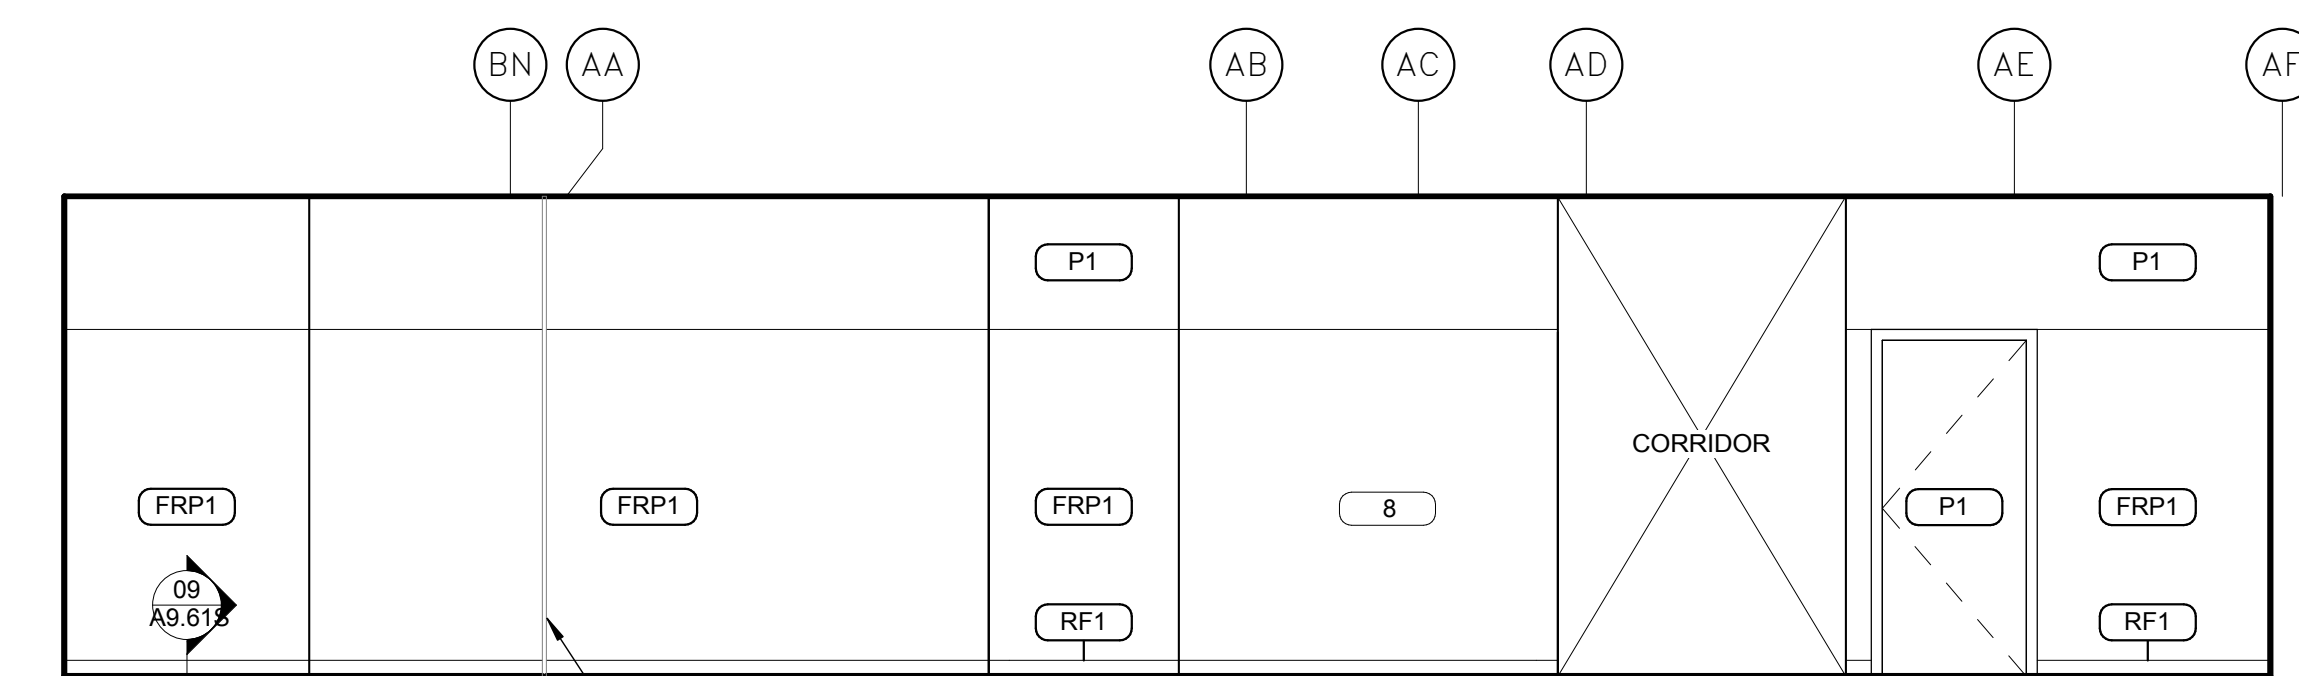 BN AA AB AC AD AE AF
P1 P1
CORRIDOR
FRP1 FRP1 FRP1 8 P1 FRP1
09
A9.61S
RF1 RF1